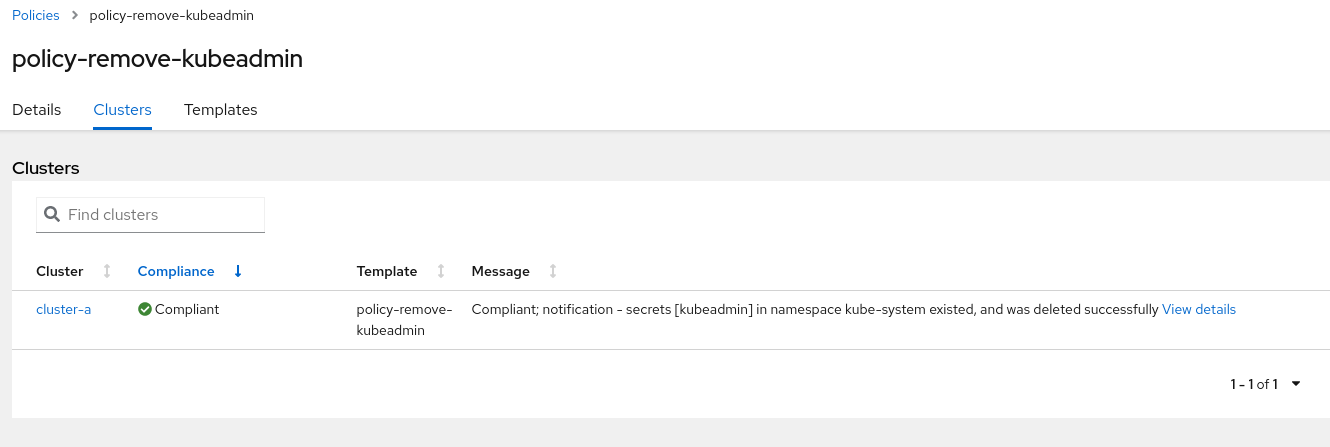 Policies policy-remove-kubeadmin
policy-remove-kubeadmin
Details Clusters Templates
Clusters
Find clusters
Cluster Compliance Template Message
cluster-a Compliant policy-remove- Compliant; notification - secrets [kubeadmin] in namespace kube-system existed, and was deleted successfully View details
kubeadmin
1 - 1 of 1